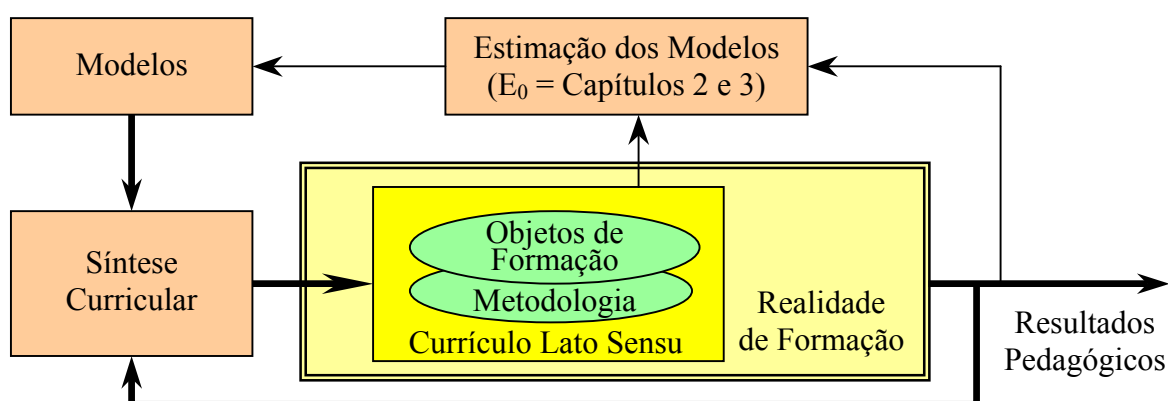 Modelos
Estimação dos Modelos
(E₀ = Capítulos 2 e 3)
Síntese
Curricular
Objetos de
Formação
Metodologia
Currículo Lato Sensu
Realidade
de Formação
Resultados
Pedagógicos